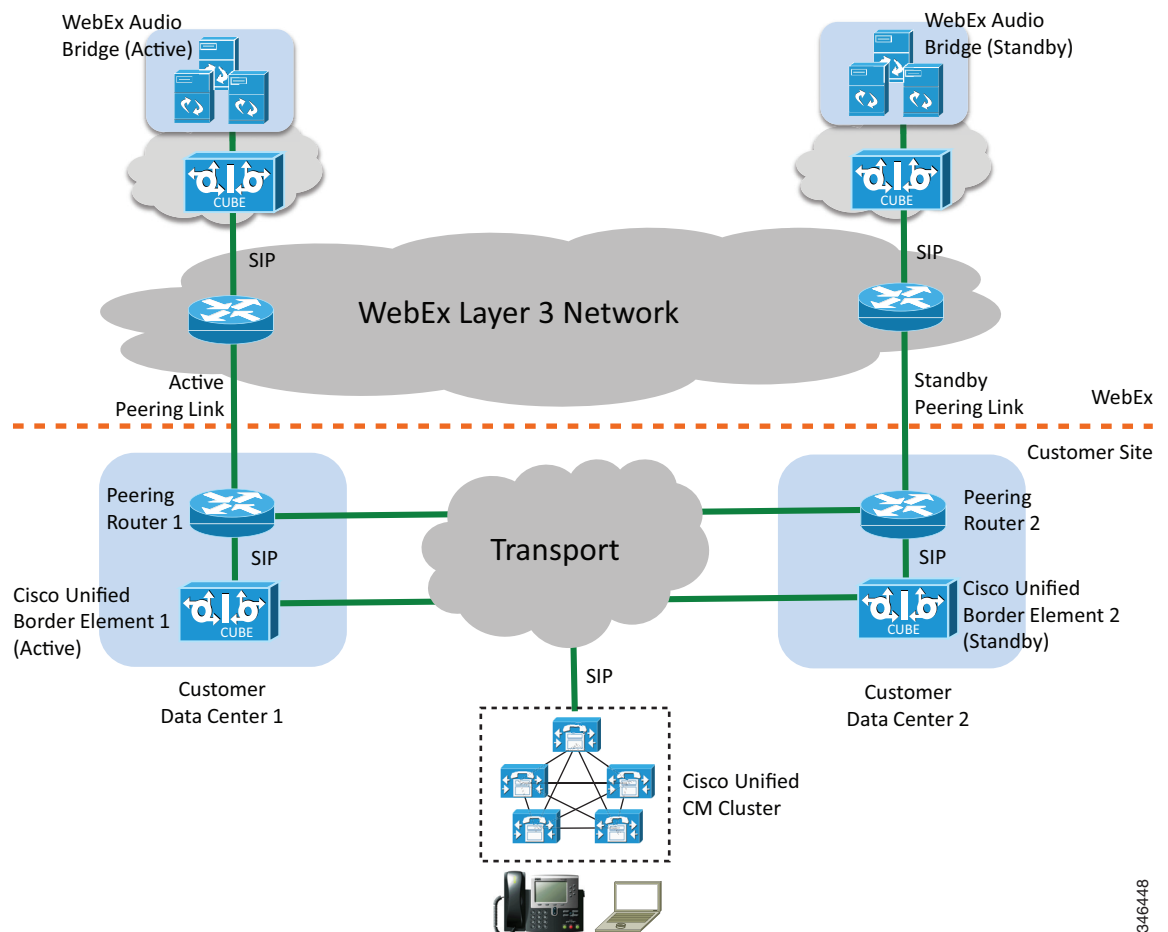 WebEx Audio
Bridge (Active)
WebEx Audio
Bridge (Standby)
CUBE
CUBE
SIP
SIP
WebEx Layer 3 Network
Active
Peering Link
Standby
Peering Link
WebEx
Customer Site
Peering
Router 1
Peering
Router 2
Transport
SIP
SIP
Cisco Unified
Border Element 1
(Active)
CUBE
CUBE
Cisco Unified
Border Element 2
(Standby)
Customer
Data Center 1
SIP
Customer
Data Center 2
Cisco Unified
CM Cluster
346448